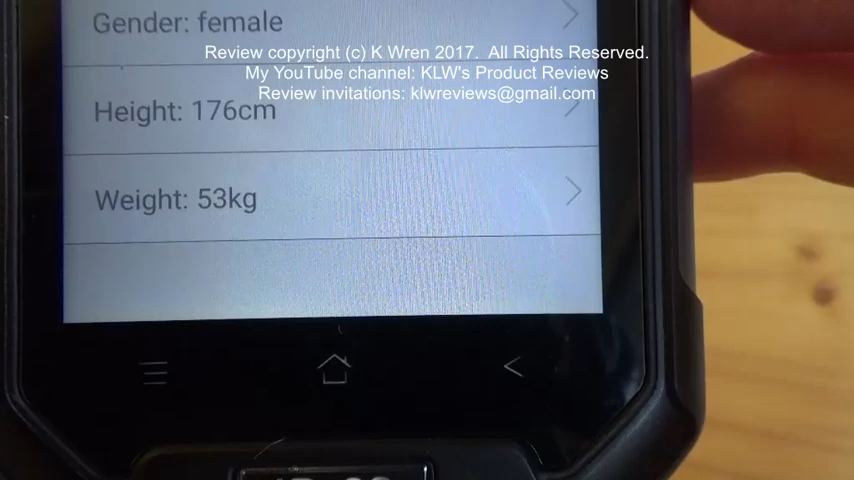 Gender: female
Review copyright (c) K Wren 2017.  All Rights Reserved.
My YouTube channel: KLW's Product Reviews
Review invitations: klwreviews@gmail.com
Height: 176cm
Weight: 53kg